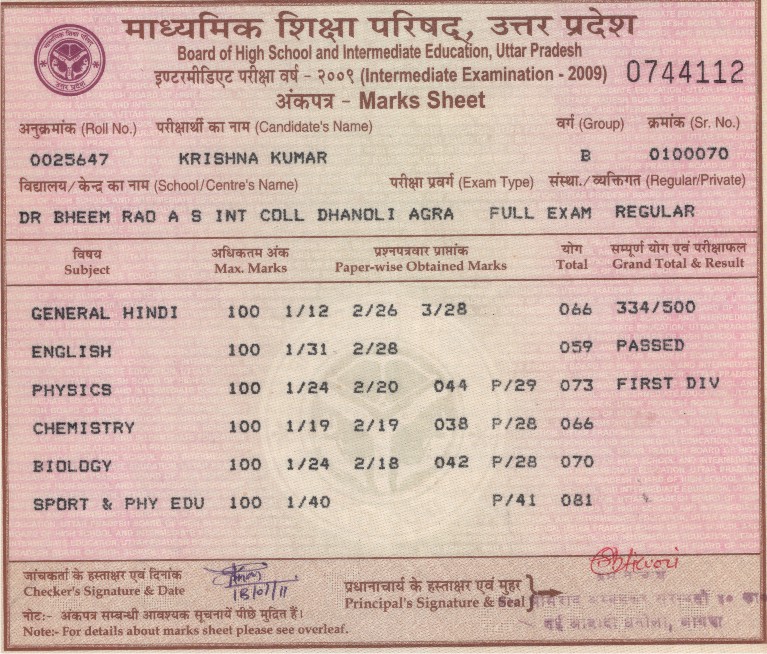 माध्यमिक शिक्षा परिषद्, उत्तर प्रदेश
Board of High School and Intermediate Education, Uttar Pradesh
इण्टरमीडिएट परीक्षा वर्ष - २००९ (Intermediate Examination - 2009) 0744112
अंकपत्र - Marks Sheet
अनुक्रमांक (Roll No.) परीक्षार्थी का नाम (Candidate's Name) वर्ग (Group) क्रमांक (Sr. No.)
0025647 KRISHNA KUMAR B 0100070
विद्यालय/केन्द्र का नाम (School/Centre's Name) परीक्षा प्रवर्ग (Exam Type) संस्था./व्यक्तिगत (Regular/Private)
DR BHEEM RAO A S INT COLL DHANOLI AGRA FULL EXAM REGULAR
विषय अधिकतम अंक प्रश्नपत्रवार प्राप्तांक योग सम्पूर्ण योग एवं परीक्षाफल
Subject Max. Marks Paper-wise Obtained Marks Total Grand Total & Result
GENERAL HINDI 100 1/12 2/26 3/28 066 334/500
ENGLISH 100 1/31 2/28 059 PASSED
PHYSICS 100 1/24 2/20 044 P/29 073 FIRST DIV
CHEMISTRY 100 1/19 2/19 038 P/28 066
BIOLOGY 100 1/24 2/18 042 P/28 070
SPORT & PHY EDU 100 1/40 P/41 081
जांचकर्ता के हस्ताक्षर एवं दिनांक
Checker's Signature & Date
प्रधानाचार्य के हस्ताक्षर एवं मुहर
Principal's Signature & Seal
नोट:- अंकपत्र सम्बन्धी आवश्यक सूचनायें पीछे मुद्रित हैं।
Note:- For details about marks sheet please see overleaf.